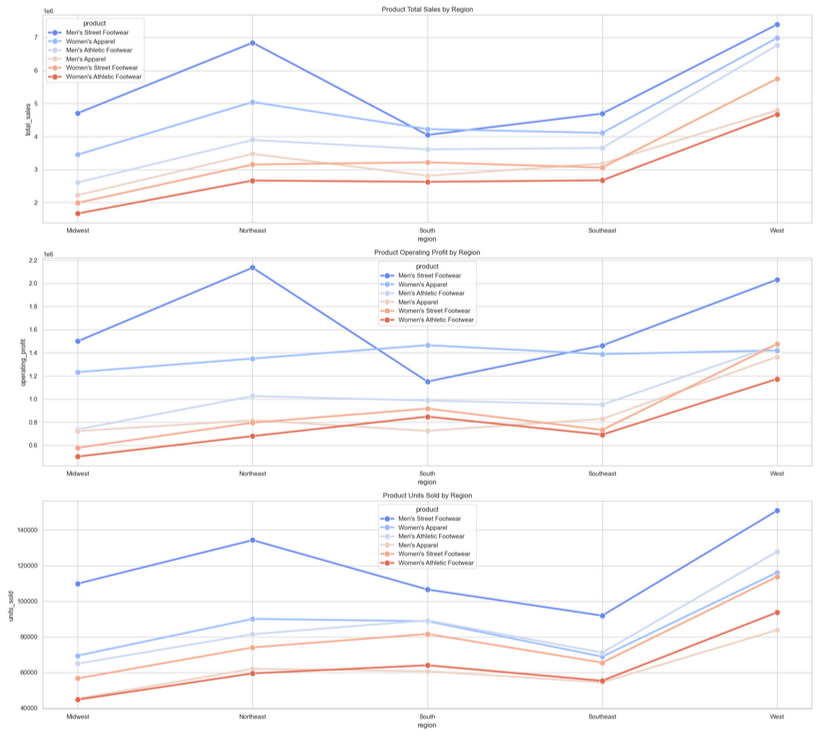 Product Total Sales by Region
1e6
product
Men's Street Footwear
Women's Apparel
Men's Athletic Footwear
Men's Apparel
Women's Street Footwear
Women's Athletic Footwear
7
6
5
4
3
2
total_sales
Midwest Northeast South Southeast West
region
Product Operating Profit by Region
1e6
product
Men's Street Footwear
Women's Apparel
Men's Athletic Footwear
Men's Apparel
Women's Street Footwear
Women's Athletic Footwear
2.2
2.0
1.8
1.6
1.4
1.2
1.0
0.8
0.6
operating_profit
Midwest Northeast South Southeast West
region
Product Units Sold by Region
product
Men's Street Footwear
Women's Apparel
Men's Athletic Footwear
Men's Apparel
Women's Street Footwear
Women's Athletic Footwear
140000
120000
100000
80000
60000
40000
units_sold
Midwest Northeast South Southeast West
region